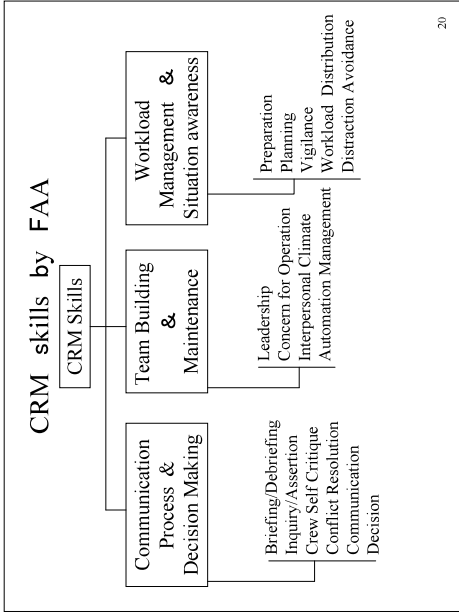 CRM skills by FAA
CRM Skills
Communication
Process &
Decision Making
Team Building
&
Maintenance
Workload
Management &
Situation awareness
Briefing/Debriefing
Inquiry/Assertion
Crew Self Critique
Conflict Resolution
Communication
Decision
Leadership
Concern for Operation
Interpersonal Climate
Automation Management
Preparation
Planning
Vigilance
Workload Distribution
Distraction Avoidance
20